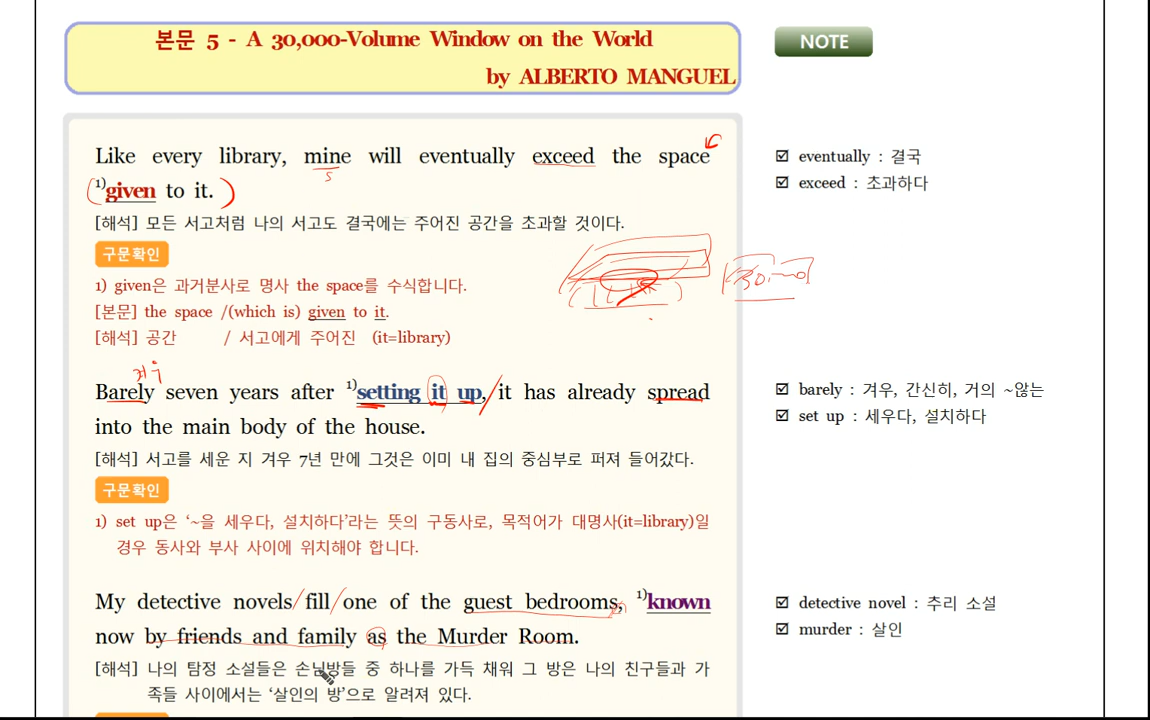 본문 5 - A 30,000-Volume Window on the World
by ALBERTO MANGUEL
NOTE
Like every library, mine will eventually exceed the space
1)given to it.
[해석] 모든 서고처럼 나의 서고도 결국에는 주어진 공간을 초과할 것이다.
구문확인
1) given은 과거분사로 명사 the space를 수식합니다.
[본문] the space /(which is) given to it.
[해석] 공간 / 서고에게 주어진 (it=library)
☑ eventually : 결국
☑ exceed : 초과하다
겨우
Barely seven years after 1)setting it up, it has already spread
into the main body of the house.
[해석] 서고를 세운 지 겨우 7년 만에 그것은 이미 내 집의 중심부로 퍼져 들어갔다.
구문확인
1) set up은 ‘~을 세우다, 설치하다’라는 뜻의 구동사로, 목적어가 대명사(it=library)일
경우 동사와 부사 사이에 위치해야 합니다.
☑ barely : 겨우, 간신히, 거의 ~않는
☑ set up : 세우다, 설치하다
My detective novels/fill/one of the guest bedrooms, 1)known
now by friends and family as the Murder Room.
[해석] 나의 탐정 소설들은 손님방들 중 하나를 가득 채워 그 방은 나의 친구들과 가
족들 사이에서는 ‘살인의 방’으로 알려져 있다.
☑ detective novel : 추리 소설
☑ murder : 살인